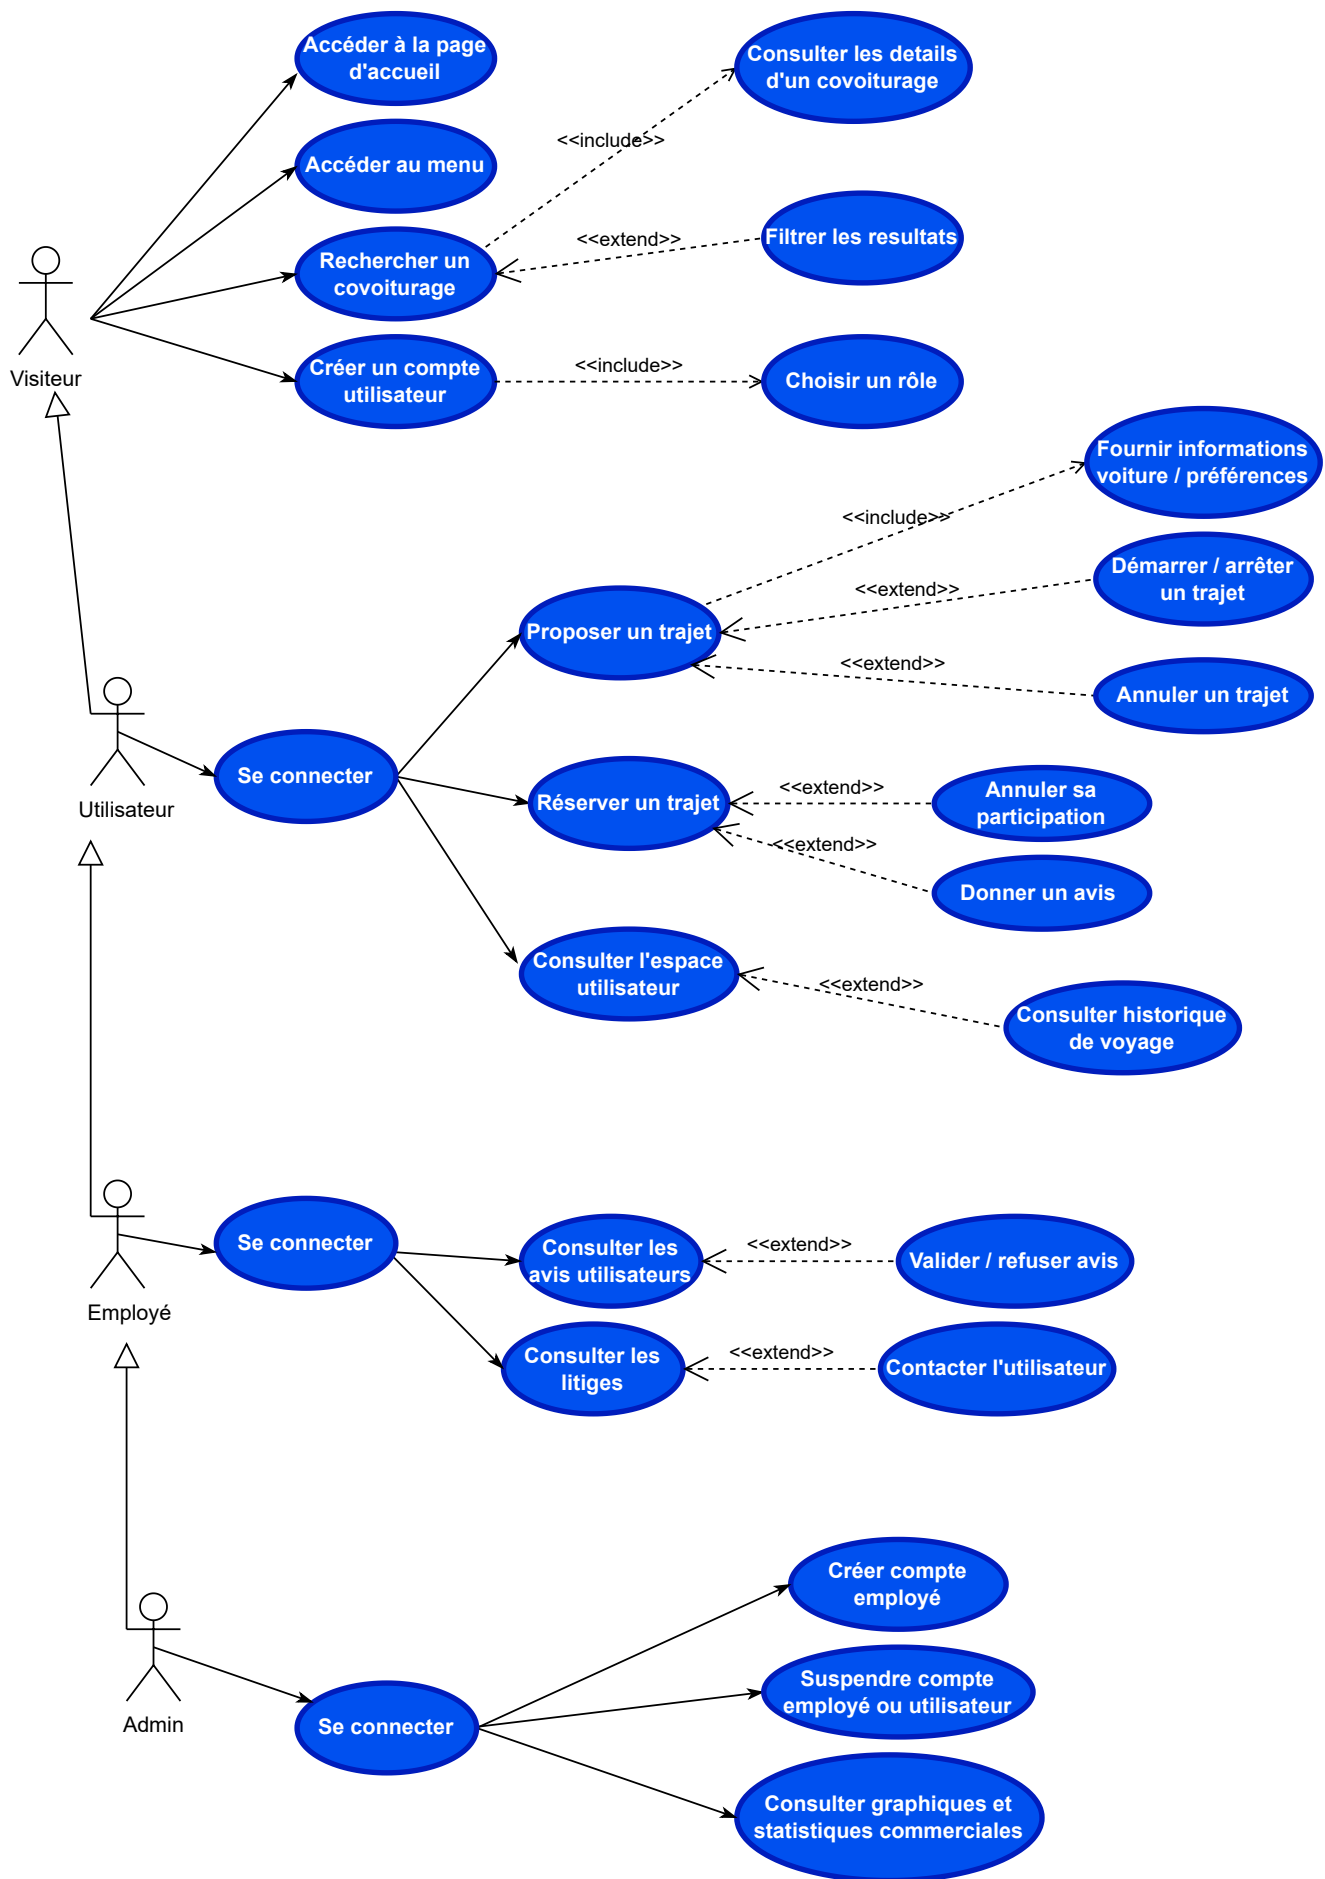 Accéder à la page
d'accueil
Consulter les details
d'un covoiturage
<<include>>
Accéder au menu
Rechercher un
covoiturage
<<extend>>
Filtrer les resultats
Visiteur
Créer un compte
utilisateur
<<include>>
Choisir un rôle
Fournir informations
voiture / préférences
<<include>>
Démarrer / arrêter
un trajet
<<extend>>
Proposer un trajet
<<extend>>
Annuler un trajet
Utilisateur
Se connecter
Réserver un trajet
<<extend>>
Annuler sa
participation
<<extend>>
Donner un avis
Consulter l'espace
utilisateur
<<extend>>
Consulter historique
de voyage
Employé
Se connecter
Consulter les
avis utilisateurs
<<extend>>
Valider / refuser avis
Consulter les
litiges
<<extend>>
Contacter l'utilisateur
Créer compte
employé
Suspendre compte
employé ou utilisateur
Admin
Se connecter
Consulter graphiques et
statistiques commerciales